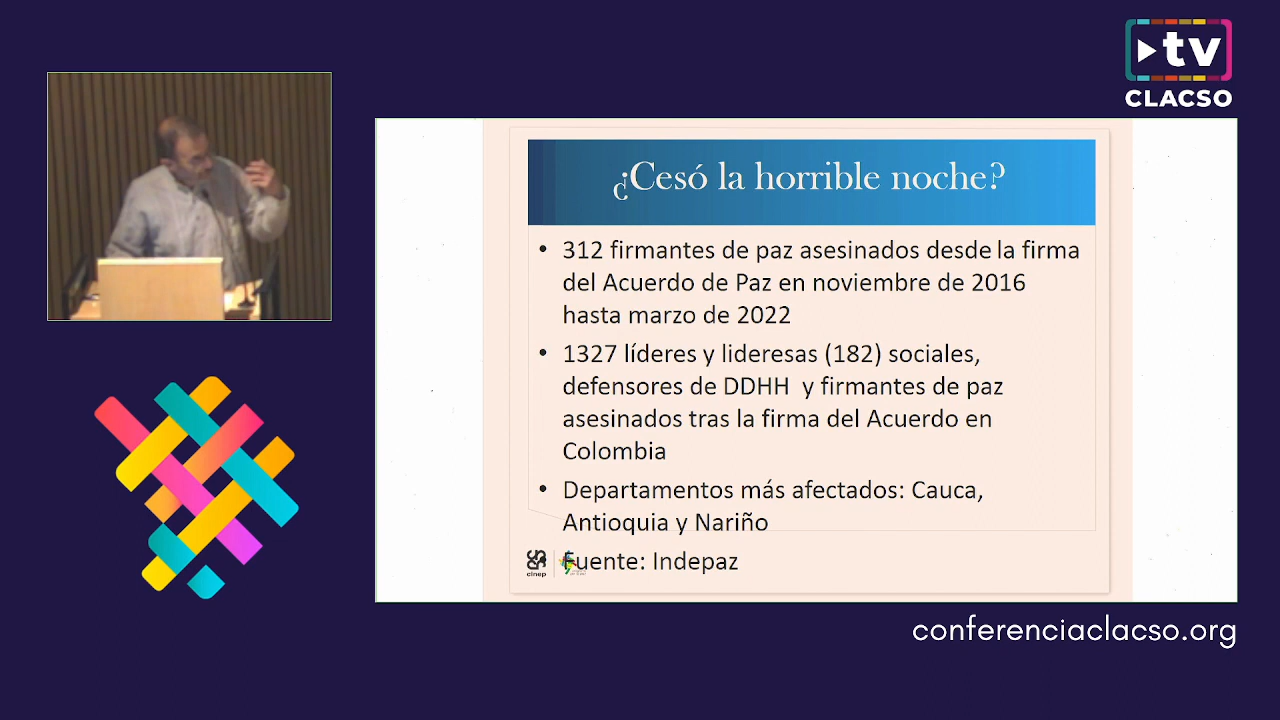 tv
CLACSO
¿Cesó la horrible noche?
• 312 firmantes de paz asesinados desde la firma
del Acuerdo de Paz en noviembre de 2016
hasta marzo de 2022
• 1327 líderes y lideresas (182) sociales,
defensores de DDHH y firmantes de paz
asesinados tras la firma del Acuerdo en
Colombia
• Departamentos más afectados: Cauca,
Antioquia y Nariño
• Fuente: Indepaz
cinep
conferenciaclacso.org